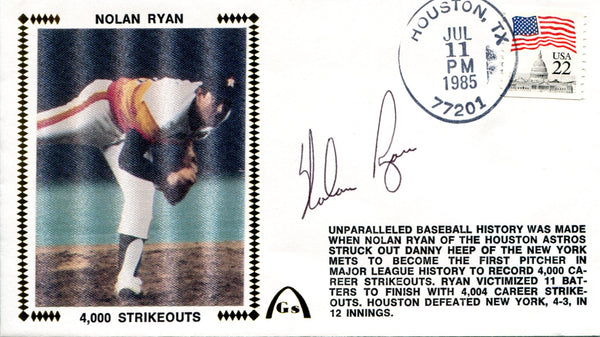 NOLAN RYAN
4,000 STRIKEOUTS
HOUSTON, TX
JUL
11
PM
1985
77201
USA
22
Nolan Ryan
UNPARALLELED BASEBALL HISTORY WAS MADE
WHEN NOLAN RYAN OF THE HOUSTON ASTROS
STRUCK OUT DANNY HEEP OF THE NEW YORK
METS TO BECOME THE FIRST PITCHER IN
MAJOR LEAGUE HISTORY TO RECORD 4,000 CA-
REER STRIKEOUTS. RYAN VICTIMIZED 11 BAT-
TERS TO FINISH WITH 4,004 CAREER STRIKE-
OUTS. HOUSTON DEFEATED NEW YORK, 4-3, IN
12 INNINGS.
Gs